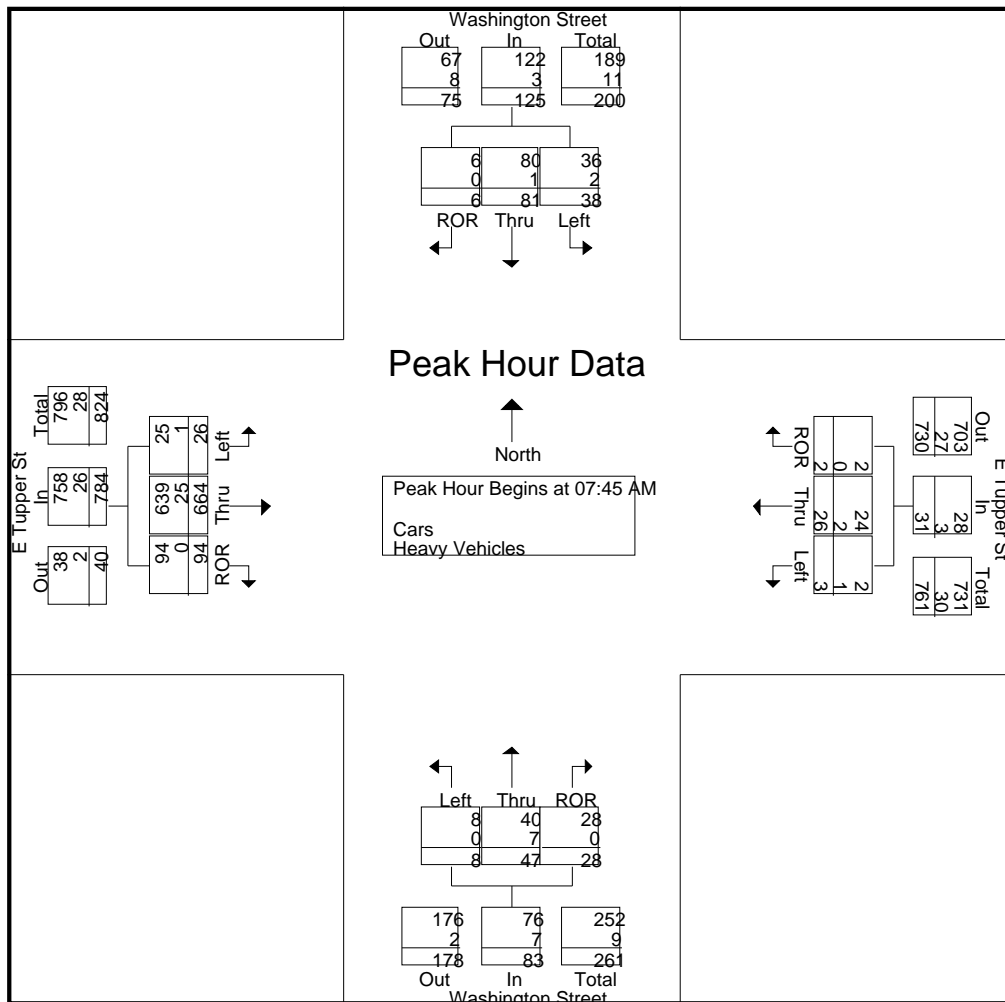 Washington Street
Out In Total
67 122 189
8 3 11
75 125 200
6 80 36
0 1 2
6 81 38
ROR Thru Left
Peak Hour Data
North
Peak Hour Begins at 07:45 AM
Cars
Heavy Vehicles
E Tupper St
Total In Out
796 758 38
28 26 2
824 784 40
25 639 94
1 25 0
26 664 94
Left Thru ROR
E Tupper St
Out In Total
703 28 731
27 3 30
730 31 761
2 24 2
0 2 1
2 26 3
ROR Thru Left
Left Thru ROR
8 40 28
0 7 0
8 47 28
176 76 252
2 7 9
178 83 261
Out In Total
Washington Street